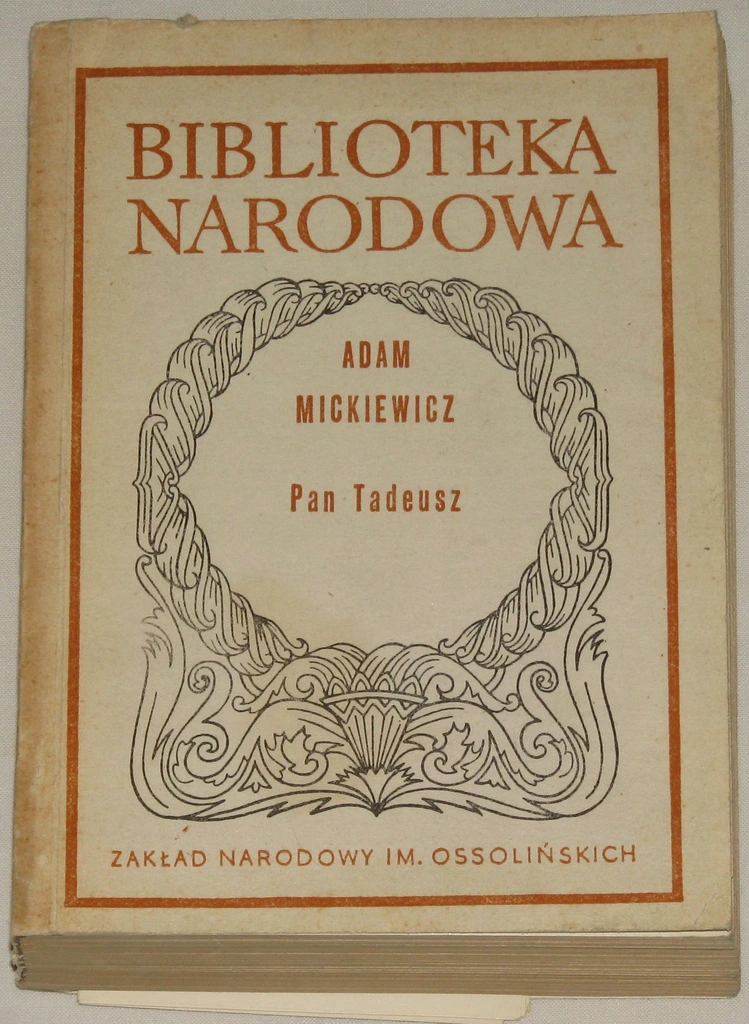 BIBLIOTEKA
NARODOWA
ADAM
MICKIEWICZ
Pan Tadeusz
ZAKŁAD NARODOWY IM. OSSOLIŃSKICH